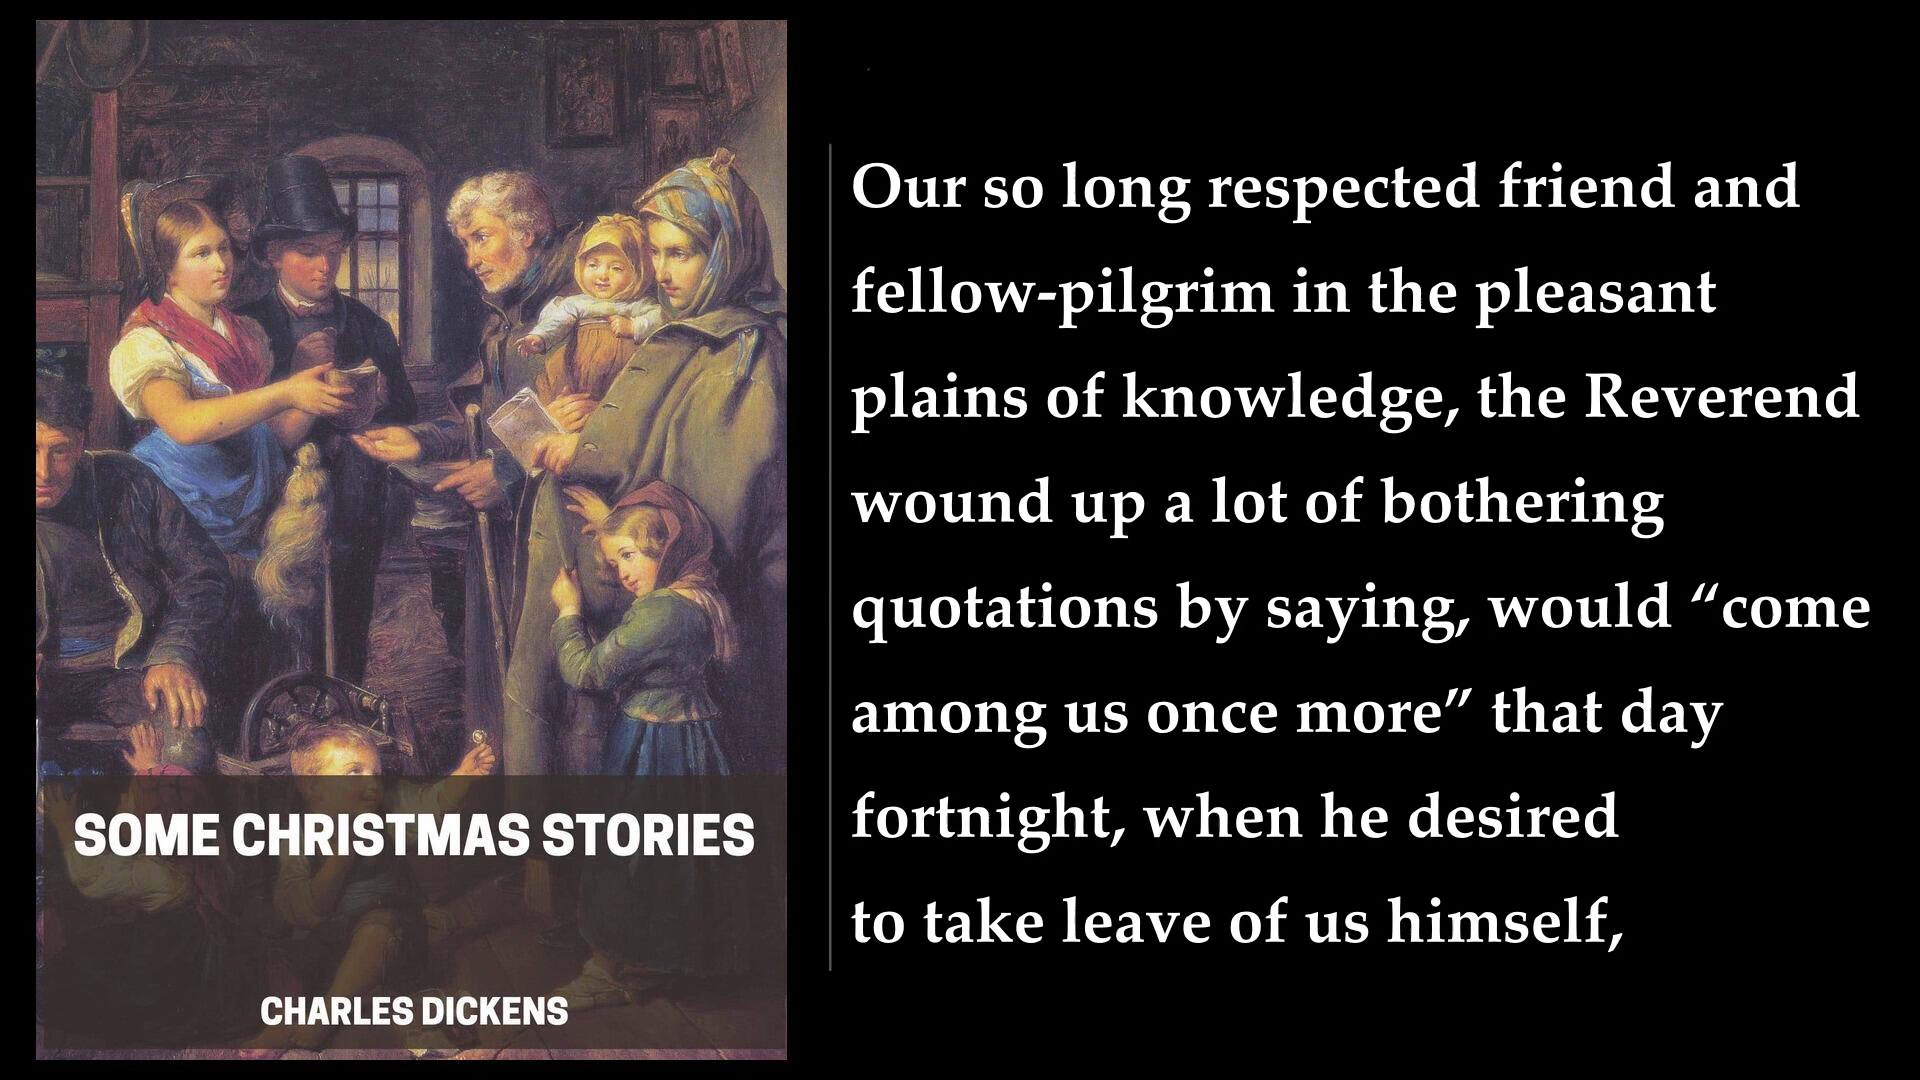 SOME CHRISTMAS STORIES
CHARLES DICKENS
Our so long respected friend and
fellow-pilgrim in the pleasant
plains of knowledge, the Reverend
wound up a lot of bothering
quotations by saying, would “come
among us once more” that day
fortnight, when he desired
to take leave of us himself,